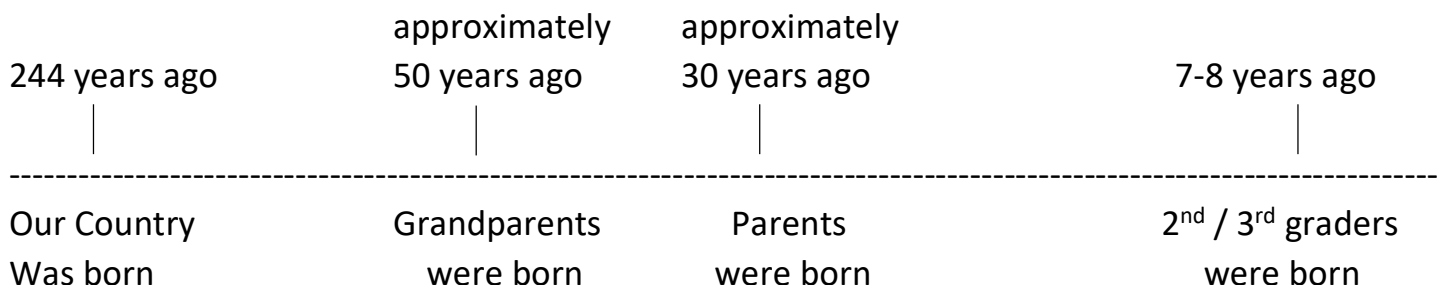 approximately approximately
244 years ago 50 years ago 30 years ago 7-8 years ago
--------------------------------------------------------------------------------------------------------------------------------
Our Country Grandparents Parents 2nd / 3rd graders
Was born were born were born were born